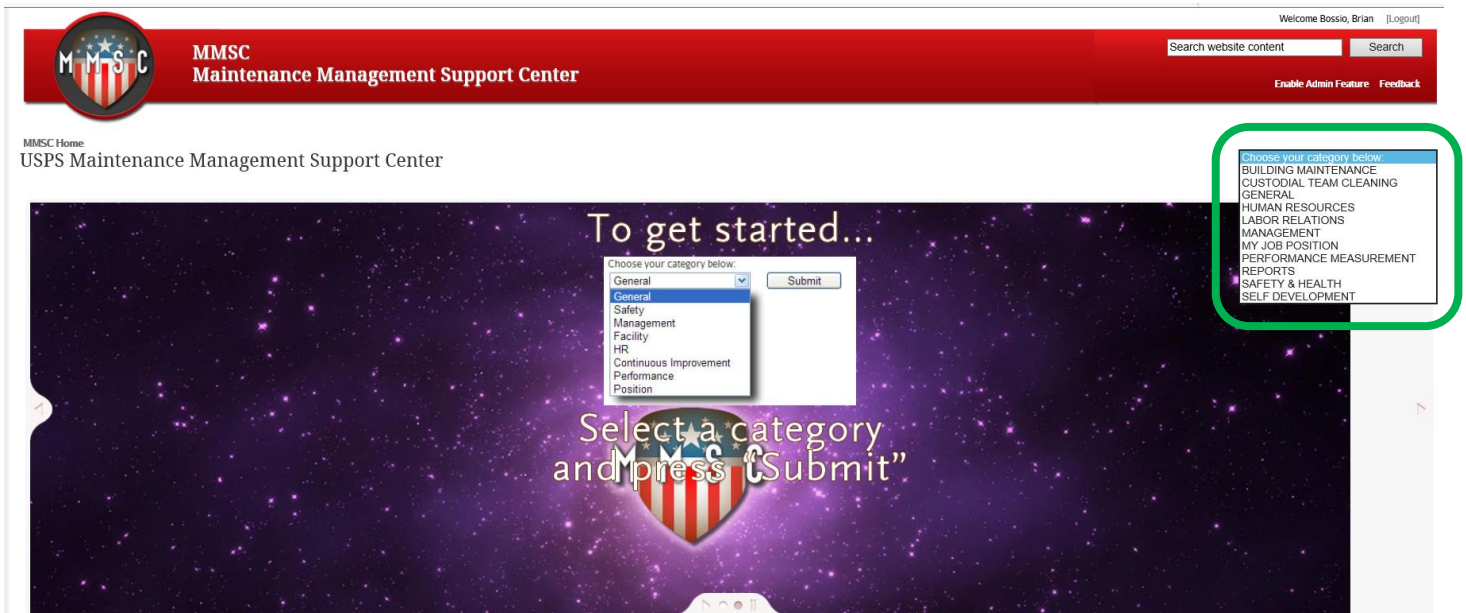 Welcome Bossio, Brian [Logout]
MMSC
MMSC
Maintenance Management Support Center
Search website content
Search
Enable Admin Feature Feedback
MMSC Home
USPS Maintenance Management Support Center
Choose your category below:
BUILDING MAINTENANCE
CUSTODIAL TEAM CLEANING
GENERAL
HUMAN RESOURCES
LABOR RELATIONS
MANAGEMENT
MY JOB POSITION
PERFORMANCE MEASUREMENT
REPORTS
SAFETY & HEALTH
SELF DEVELOPMENT
To get started...
Choose your category below:
General Submit
General
Safety
Management
Facility
HR
Continuous Improvement
Performance
Position
Select a category
and press “Submit”
MMSC